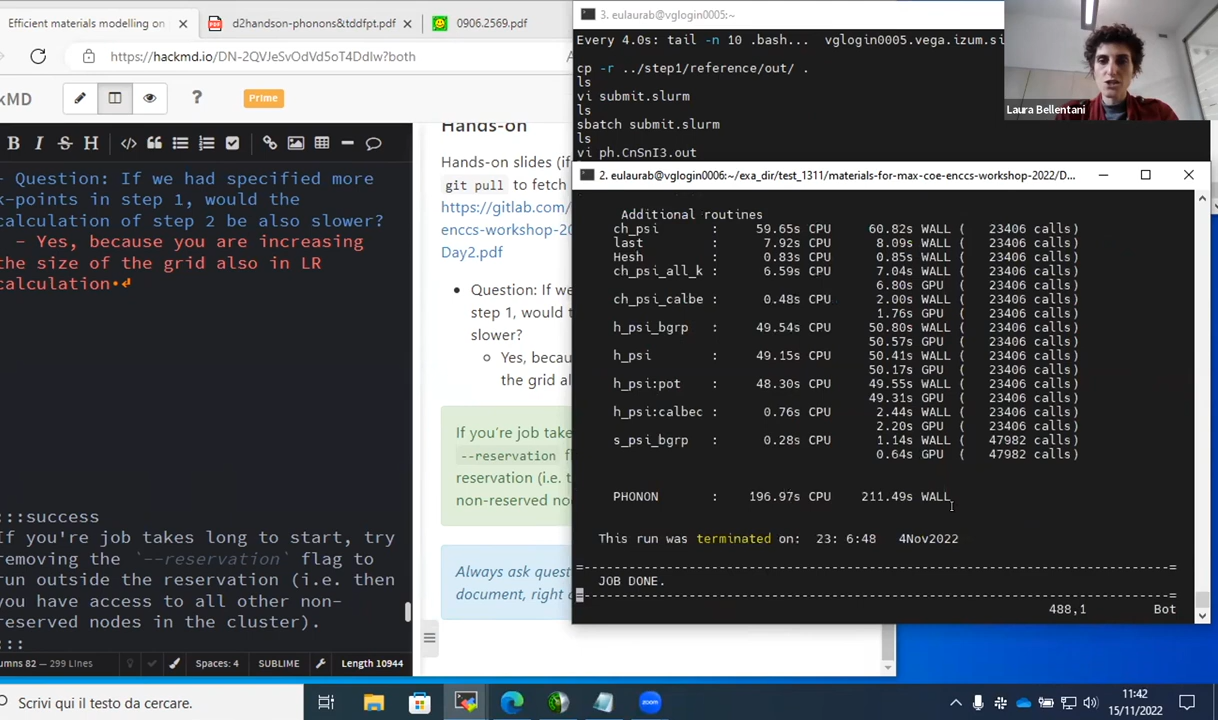 Efficient materials modelling on
d2handson-phonons&tddfpt.pdf
0906.2569v.pdf
https://hackmd.io/DN-2QVJeSvOdVd5oT4DdIw?both
kMD
Prime
- Question: If we had specified more
k-points in step 1, would the
calculation of step 2 be also slower?
- Yes, because you are increasing
the size of the grid also in LR
calculation
:::success
If you're job takes long to start, try
removing the `--reservation` flag to
run outside the reservation (i.e. then
you have access to all other non-
reserved nodes in the cluster).
:::
umns 82 — 299 Lines
Spaces: 4
SUBLIME
Length 10944
Hands-on
Hands-on slides (if
git pull to fetch
https://gitlab.com/
enccs-workshop-20
Day2.pdf
Question: If we
step 1, would t
slower?
Yes, becau
the grid al
If you're job take
--reservation f
reservation (i.e. t
non-reserved no
Always ask quest
document, right o
3. eulaurab@vglogin0005:~
Every 4.0s: tail -n 10 .bash... vglogin0005.vega.izum.si
cp -r ../step1/reference/out/ .
ls
vi submit.slurm
ls
sbatch submit.slurm
ls
vi ph.CnSnI3.out
Laura Bellentani
2. eulaurab@vglogin0006:~/exa_dir/test_1311/materials-for-max-coe-enccs-workshop-2022/D...
Additional routines
ch_psi : 59.65s CPU 60.82s WALL ( 23406 calls)
last : 7.92s CPU 8.09s WALL ( 23406 calls)
Hesh : 0.83s CPU 0.85s WALL ( 23406 calls)
ch_psi_all_k : 6.59s CPU 7.04s WALL ( 23406 calls)
6.80s GPU ( 23406 calls)
ch_psi_calbe : 0.48s CPU 2.00s WALL ( 23406 calls)
1.76s GPU ( 23406 calls)
h_psi_bgrp : 49.54s CPU 50.80s WALL ( 23406 calls)
50.57s GPU ( 23406 calls)
h_psi : 49.15s CPU 50.41s WALL ( 23406 calls)
50.17s GPU ( 23406 calls)
h_psi:pot : 48.30s CPU 49.55s WALL ( 23406 calls)
49.31s GPU ( 23406 calls)
h_psi:calbec : 0.76s CPU 2.44s WALL ( 23406 calls)
2.20s GPU ( 23406 calls)
s_psi_bgrp : 0.28s CPU 1.14s WALL ( 47982 calls)
0.64s GPU ( 47982 calls)
PHONON : 196.97s CPU 211.49s WALL
This run was terminated on: 23: 6:48 4Nov2022
=------------------------------------------------------------------------------=
JOB DONE.
=------------------------------------------------------------------------------=
488,1 Bot
Scrivi qui il testo da cercare.
11:42
15/11/2022